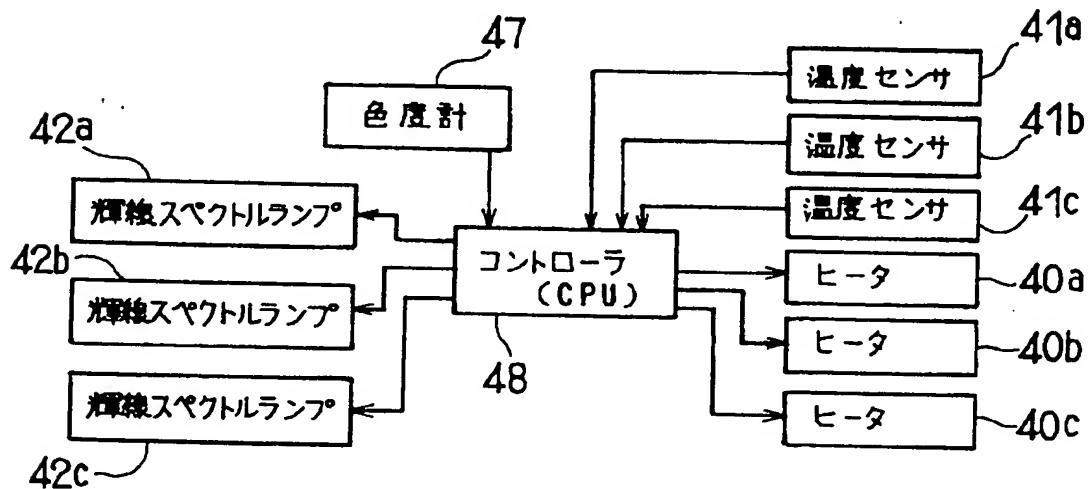 47
色度計
41a
温度センサ
41b
温度センサ
41c
温度センサ
42a
輝線スペクトルランプ
42b
輝線スペクトルランプ
42c
輝線スペクトルランプ
コントローラ
(CPU)
48
ヒータ
40a
ヒータ
40b
ヒータ
40c